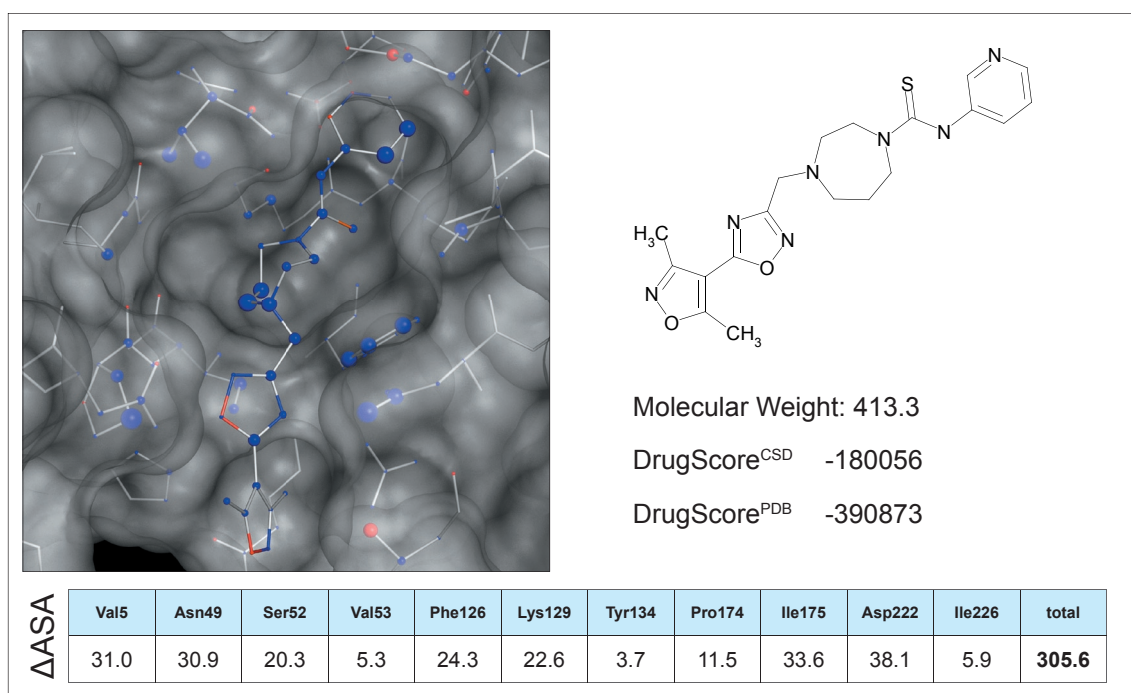 N
S
N
N
N
H₃C
N
N
O
N
O
CH₃
Molecular Weight: 413.3
DrugScoreᶜˢᴰ -180056
DrugScoreᴾᴰᴮ -390873
ΔASA
Val5 Asn49 Ser52 Val53 Phe126 Lys129 Tyr134 Pro174 Ile175 Asp222 Ile226 total
31.0 30.9 20.3 5.3 24.3 22.6 3.7 11.5 33.6 38.1 5.9 305.6